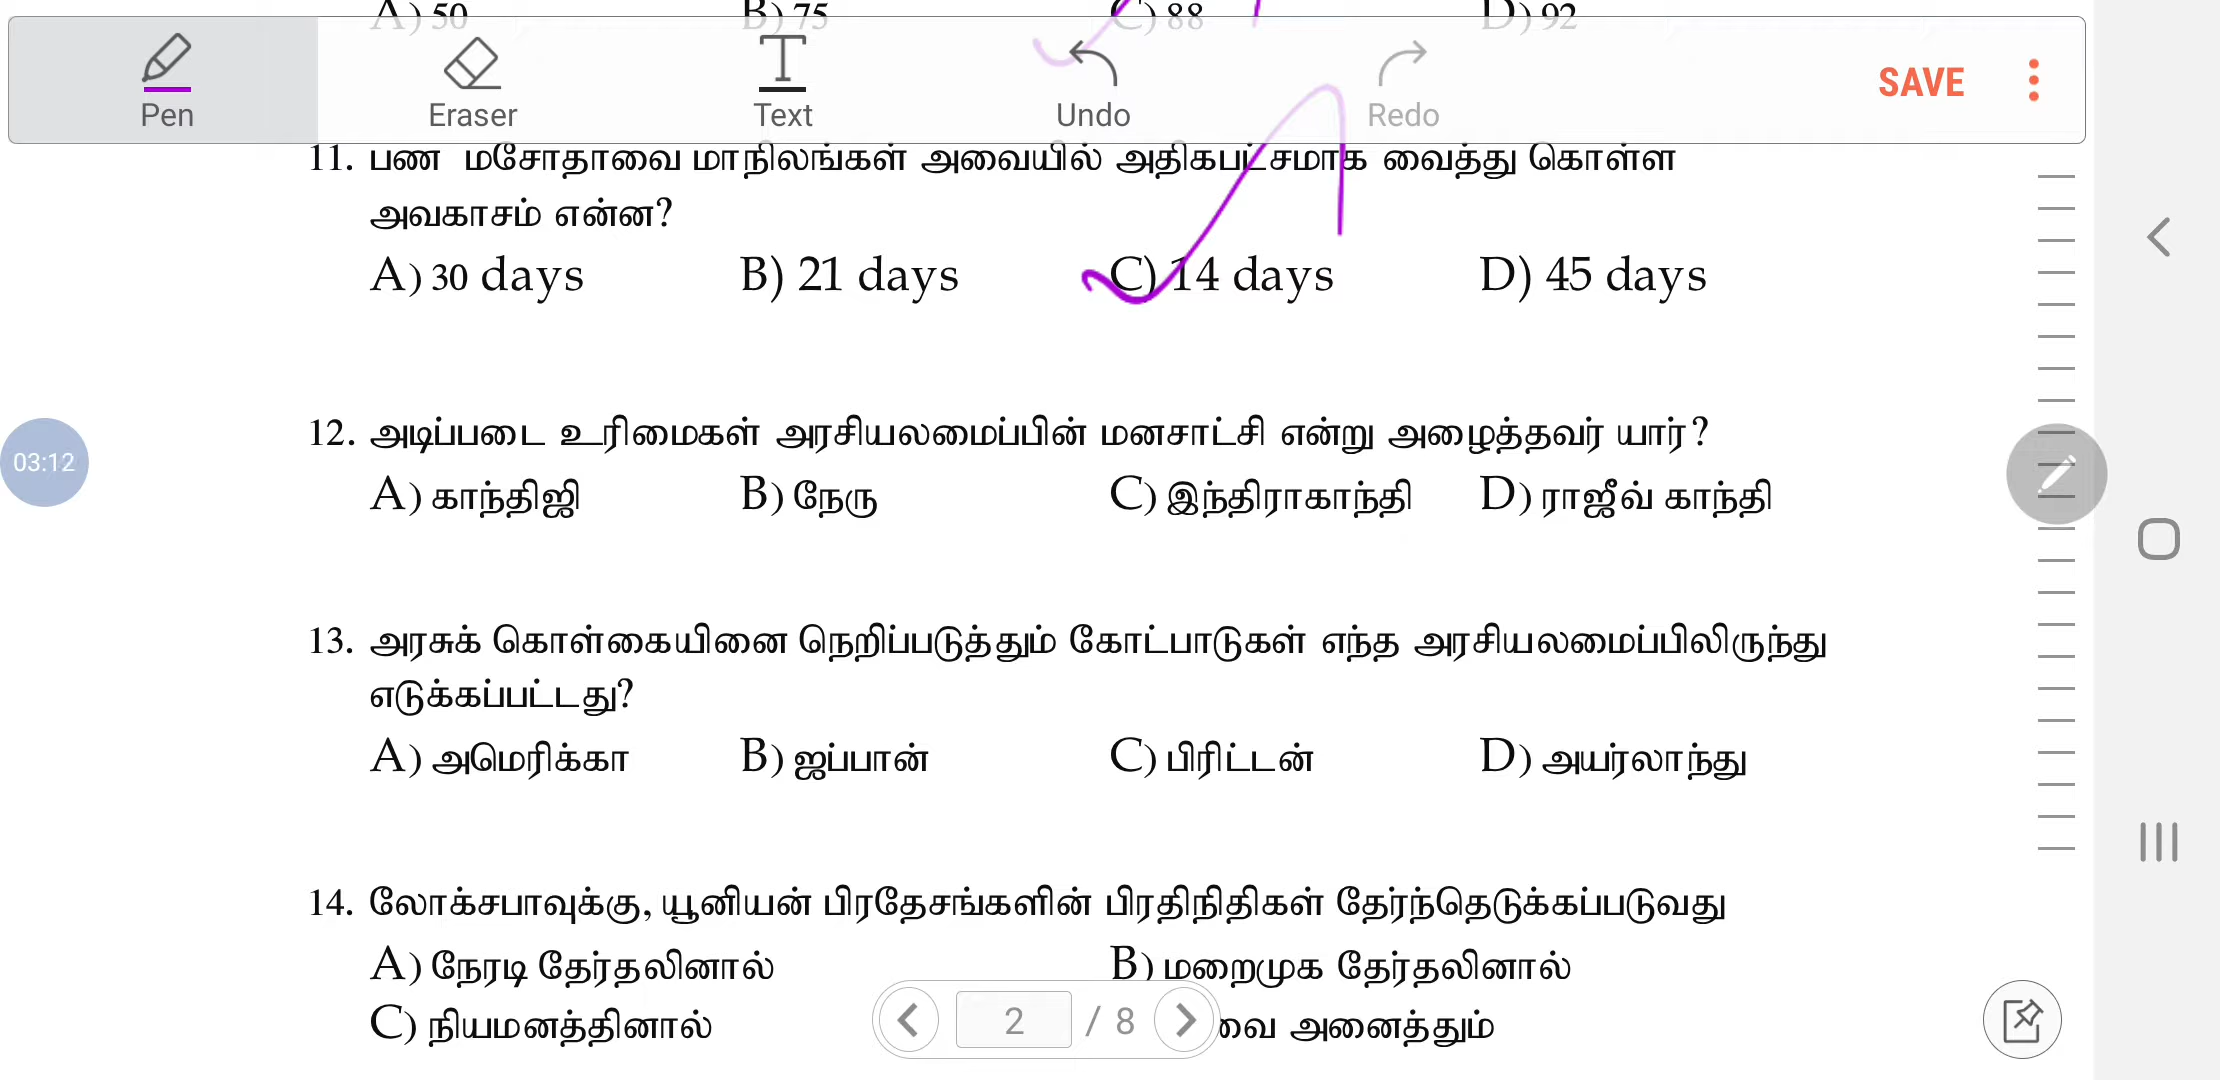 A) 50 B) 75 C) 88 D) 92
Pen Eraser Text Undo Redo SAVE
11. பண மசோதாவை மாநிலங்கள் அவையில் அதிகபட்சமாக வைத்து கொள்ள
அவகாசம் என்ன?
A) 30 days B) 21 days C) 14 days D) 45 days
12. அடிப்படை உரிமைகள் அரசியலமைப்பின் மனசாட்சி என்று அழைத்தவர் யார்?
03:12
A) காந்திஜி B) நேரு C) இந்திராகாந்தி D) ராஜீவ் காந்தி
13. அரசுக் கொள்கையினை நெறிப்படுத்தும் கோட்பாடுகள் எந்த அரசியலமைப்பிலிருந்து
எடுக்கப்பட்டது?
A) அமெரிக்கா B) ஜப்பான் C) பிரிட்டன் D) அயர்லாந்து
14. லோக்சபாவுக்கு, யூனியன் பிரதேசங்களின் பிரதிநிதிகள் தேர்ந்தெடுக்கப்படுவது
A) நேரடி தேர்தலினால் B) மறைமுக தேர்தலினால்
C) நியமனத்தினால் 2 / 8 அனைத்தும்